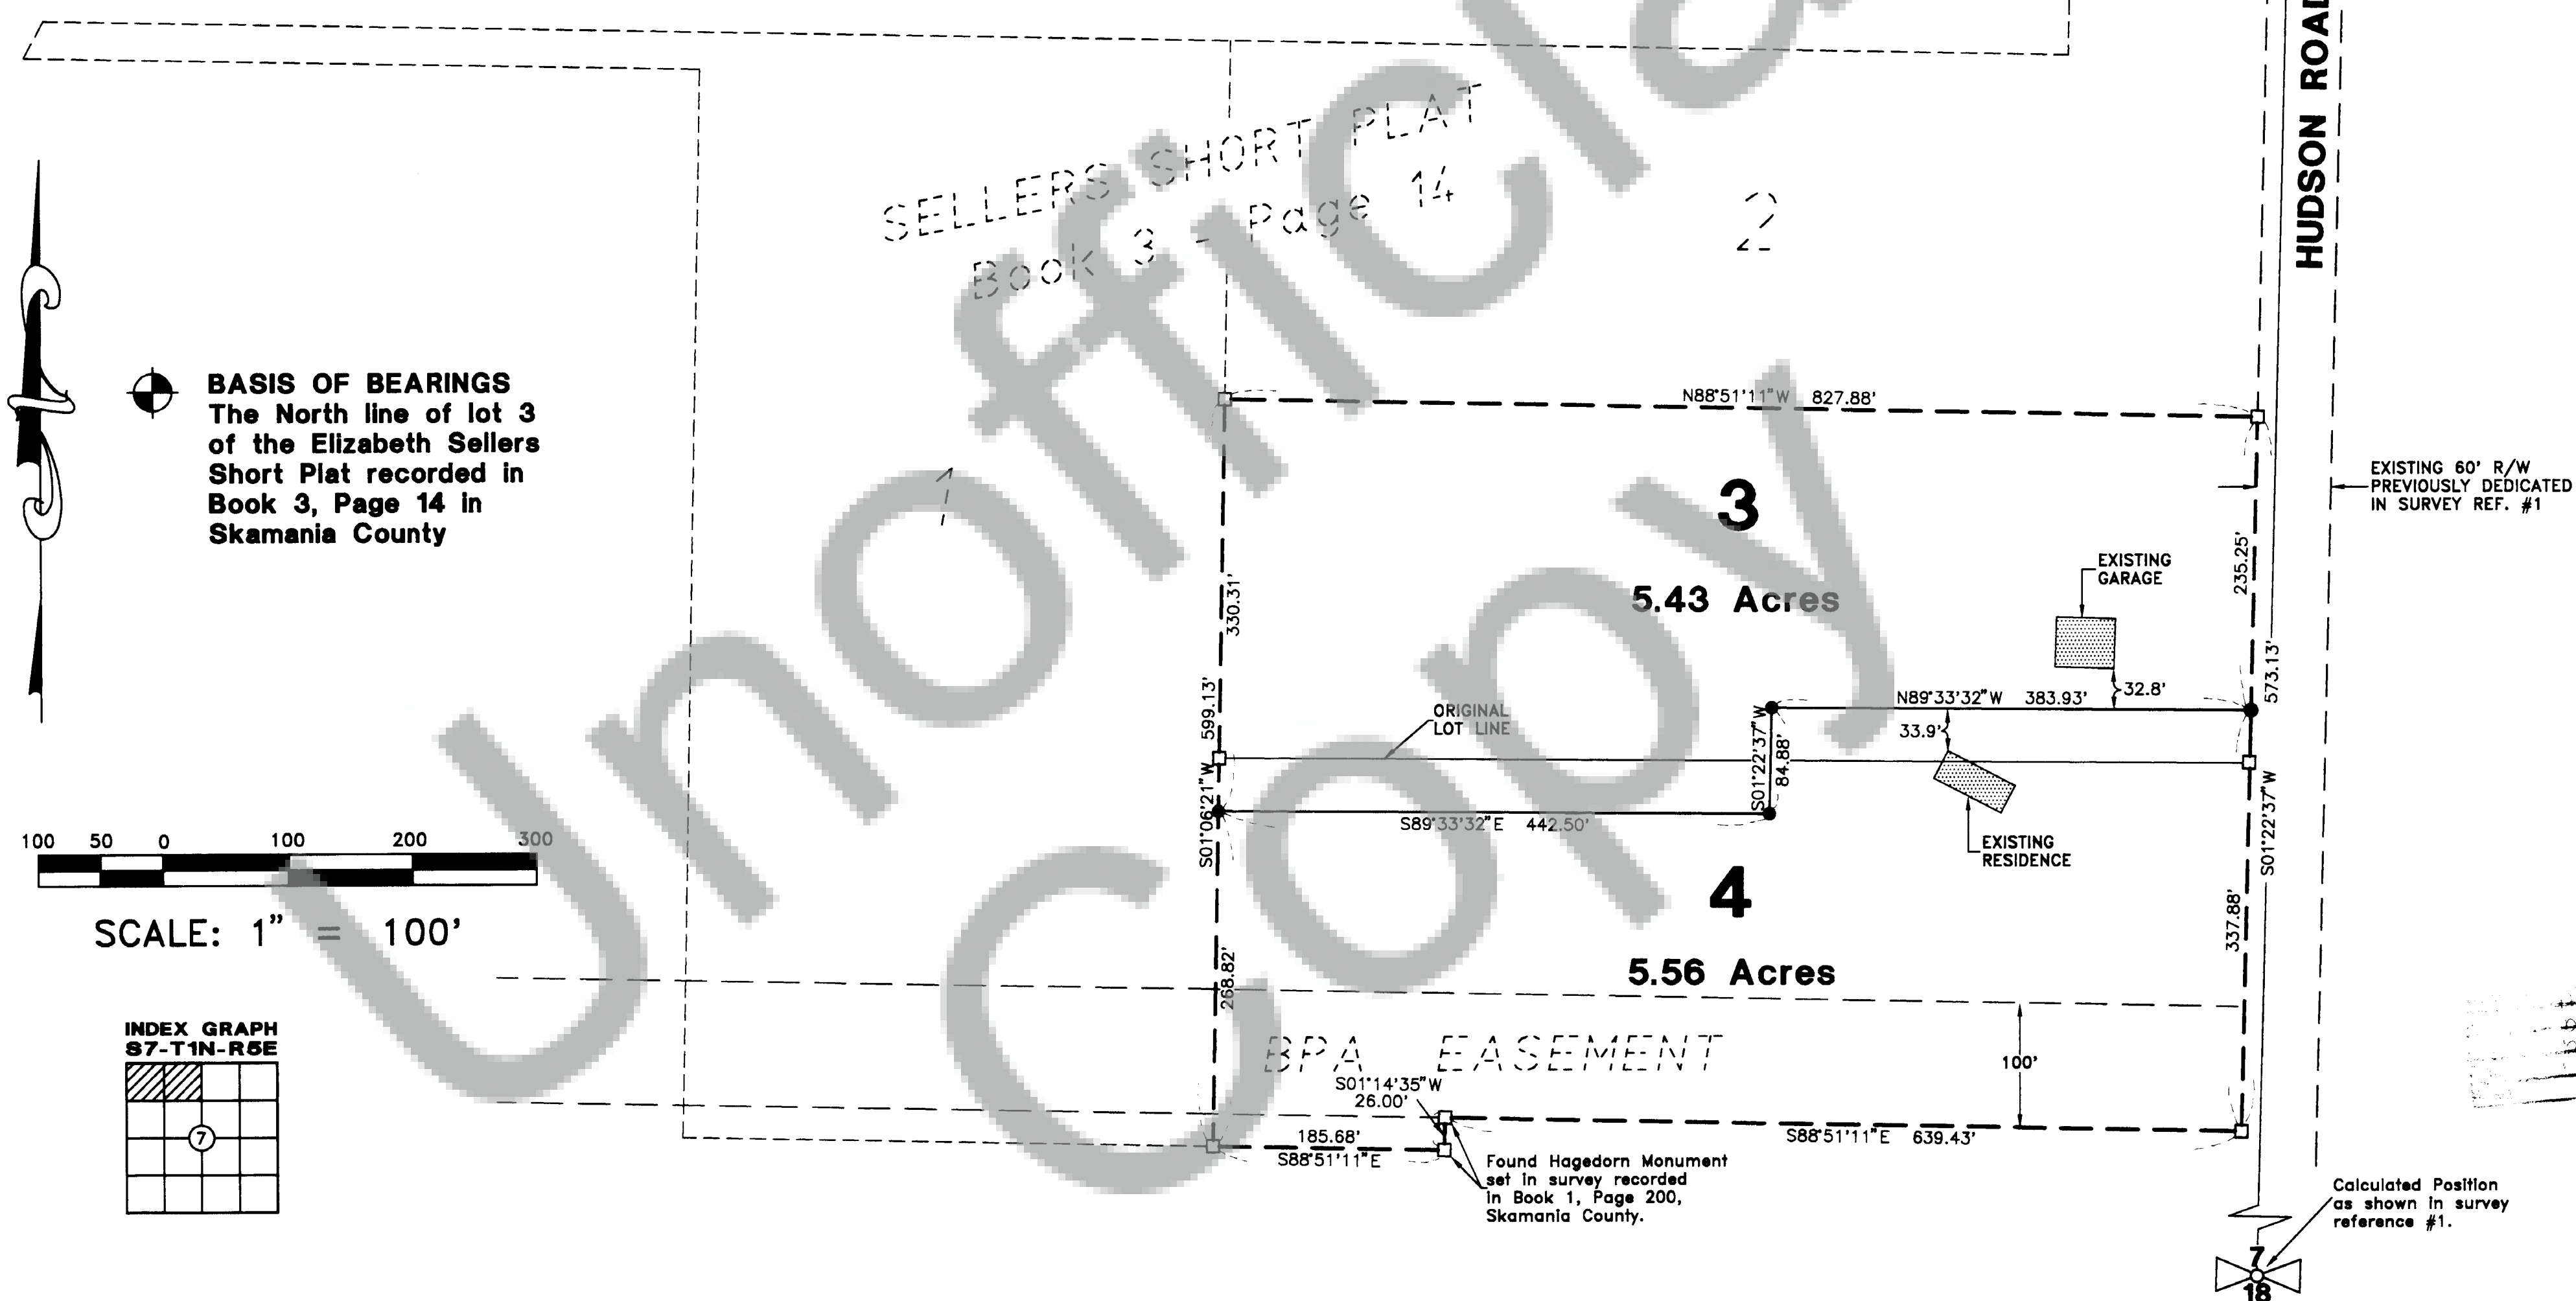 HUDSON ROAD
SELLERS SHORT PLAT
Book 3 - Page 14
2
BASIS OF BEARINGS
The North line of lot 3
of the Elizabeth Sellers
Short Plat recorded in
Book 3, Page 14 in
Skamania County
1
N88°51'11"W 827.88'
3
5.43 Acres
EXISTING 60' R/W
PREVIOUSLY DEDICATED
IN SURVEY REF. #1
EXISTING
GARAGE
235.25'
330.31'
573.13'
599.13'
ORIGINAL
LOT LINE
N89°33'32"W 383.93'
32.8'
33.9'
S01°22'37"W
84.88'
S01°06'21"W
S89°33'32"E 442.50'
EXISTING
RESIDENCE
S01°22'37"W
100 50 0 100 200 300
SCALE: 1" = 100'
4
5.56 Acres
337.88'
268.82'
INDEX GRAPH
S7-T1N-R5E
7
BPA EASEMENT
100'
S01°14'35"W
26.00'
185.68'
S88°51'11"E
S88°51'11"E 639.43'
Found Hagedorn Monument
set in survey recorded
in Book 1, Page 200,
Skamania County.
Calculated Position
as shown in survey
reference #1.
7
18
Unofficial
Copy